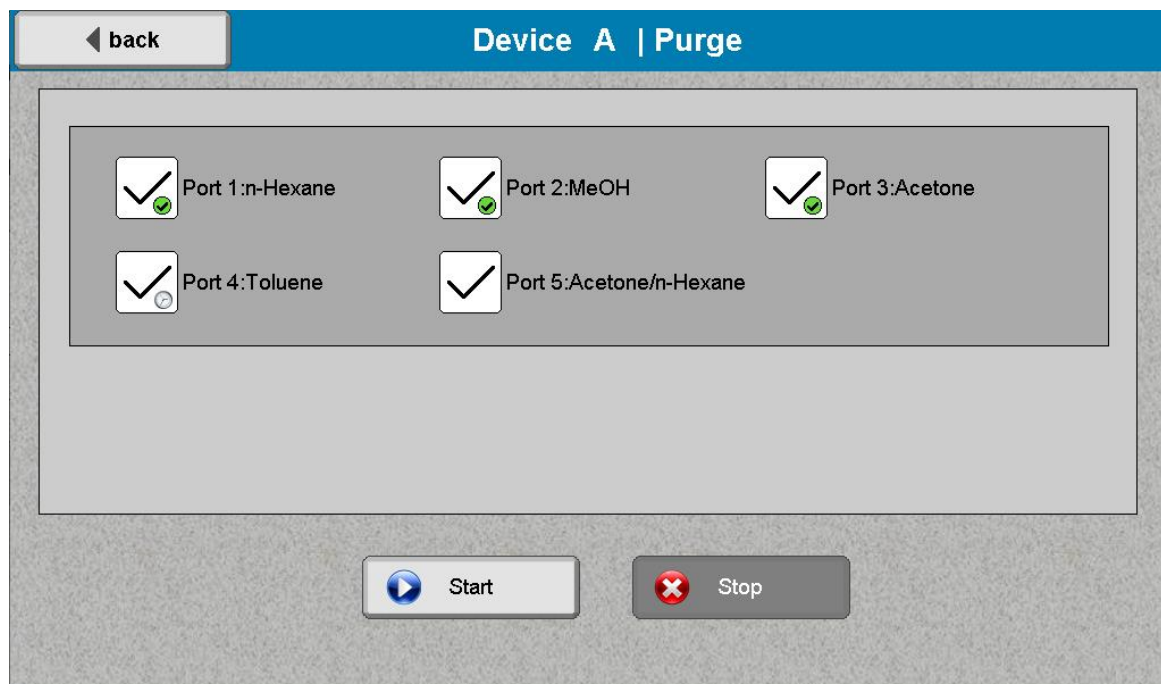 back
Device A | Purge
Port 1:n-Hexane
Port 2:MeOH
Port 3:Acetone
Port 4:Toluene
Port 5:Acetone/n-Hexane
Start
Stop